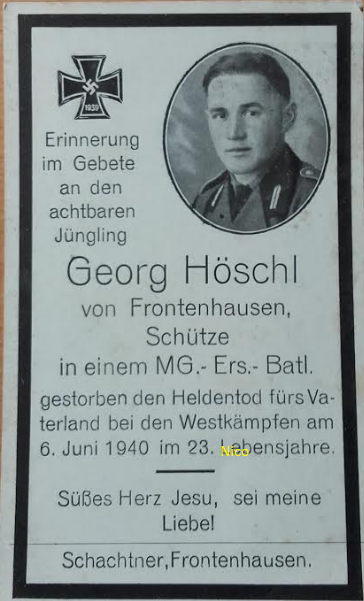 1939
Erinnerung
im Gebete
an den
achtbaren
Jüngling
Georg Höschl
von Frontenhausen,
Schütze
in einem MG.- Ers.- Batl.
gestorben den Heldentod fürs Va-
terland bei den Westkämpfen am
6. Juni 1940 im 23. Lebensjahre.
Nico
Süßes Herz Jesu, sei meine
Liebe!
Schachtner, Frontenhausen.